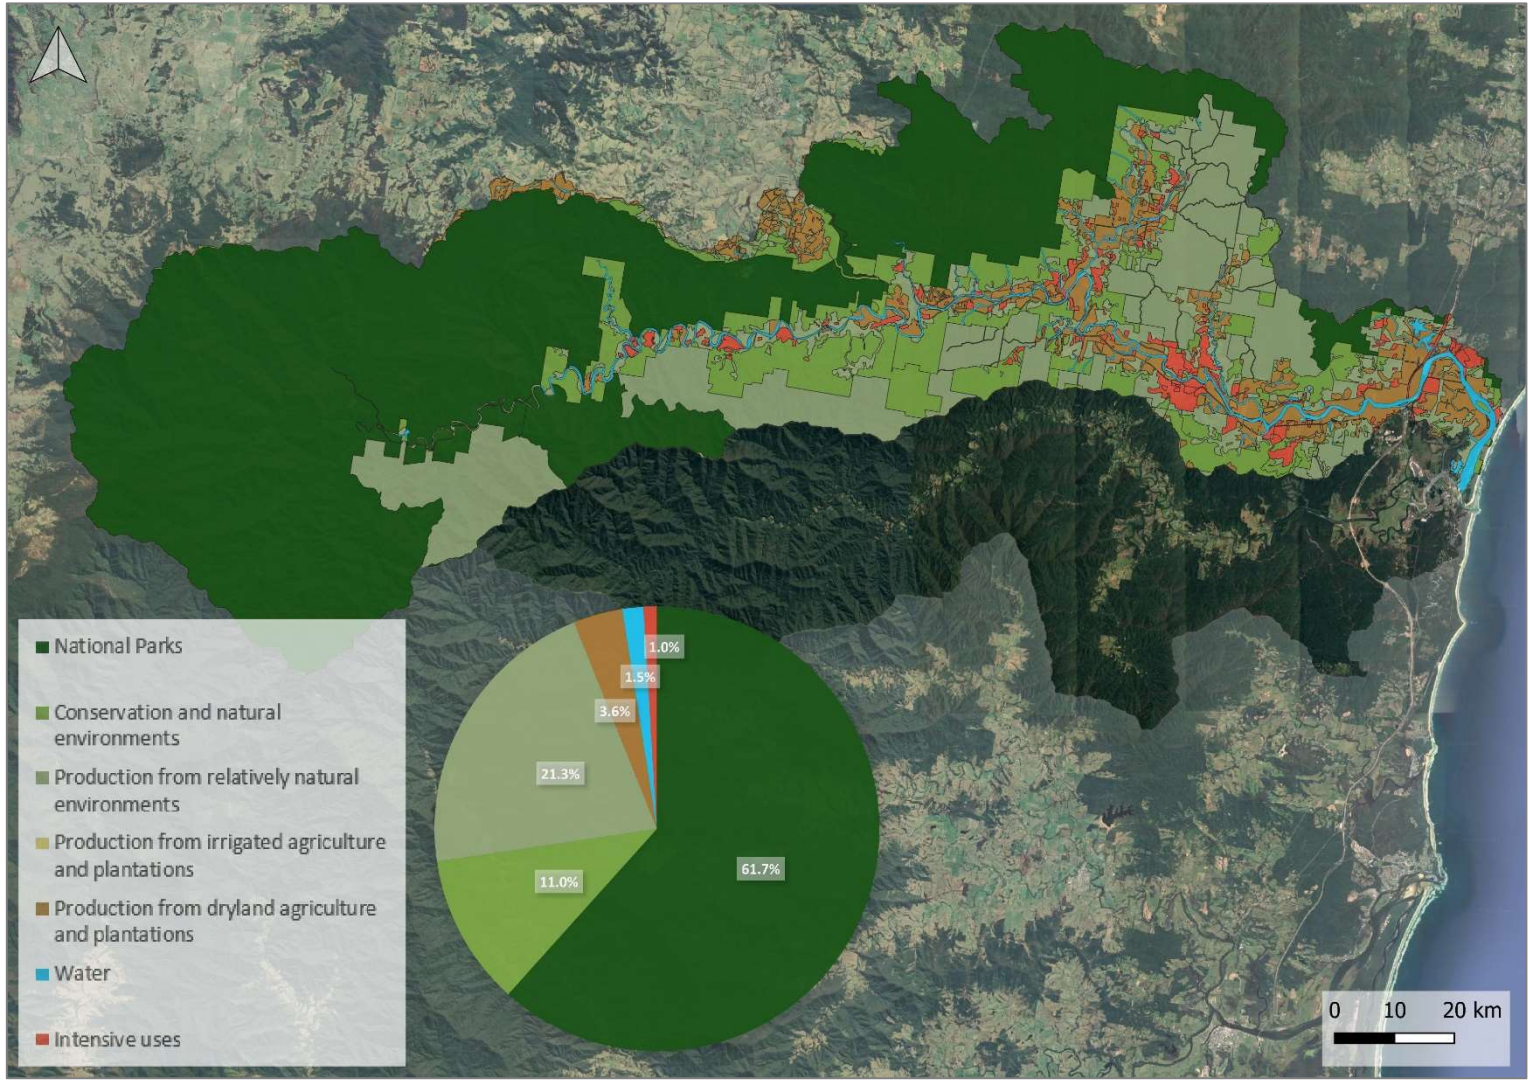 National Parks
Conservation and natural
environments
Production from relatively natural
environments
Production from irrigated agriculture
and plantations
Production from dryland agriculture
and plantations
Water
Intensive uses
1.0%
1.5%
3.6%
21.3%
11.0%
61.7%
0 10 20 km